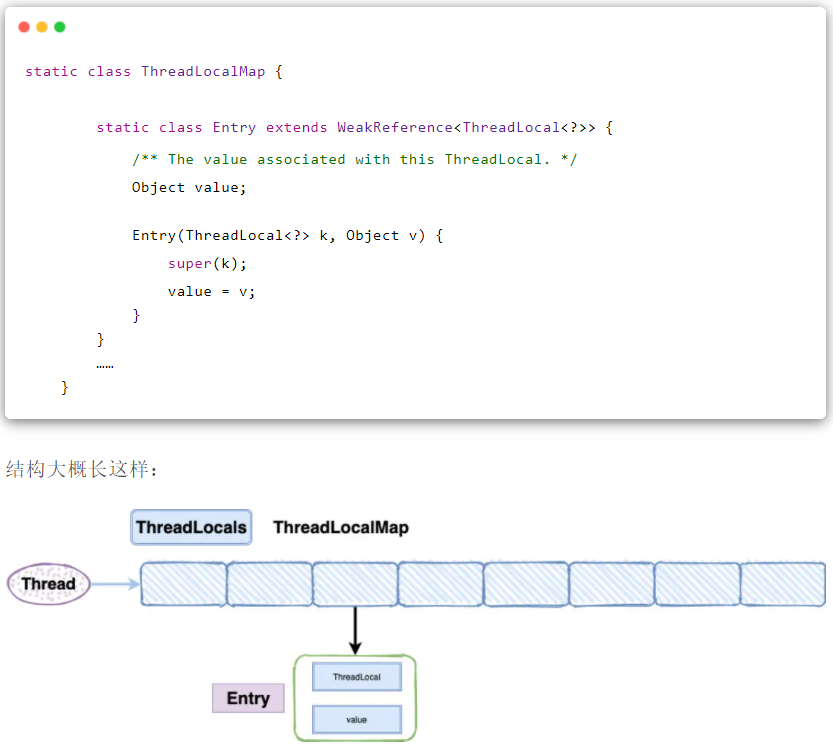 static class ThreadLocalMap {
static class Entry extends WeakReference<ThreadLocal<?>> {
/** The value associated with this ThreadLocal. */
Object value;
Entry(ThreadLocal<?> k, Object v) {
super(k);
value = v;
}
}
……
}
结构大概长这样：
ThreadLocals ThreadLocalMap
Thread
ThreadLocal
Entry
value